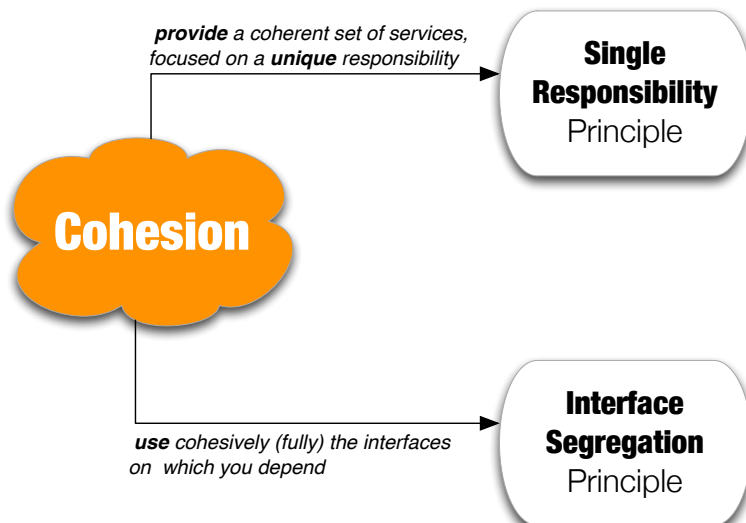 provide a coherent set of services,
focused on a unique responsibility
Single
Responsibility
Principle
Cohesion
use cohesively (fully) the interfaces
on which you depend
Interface
Segregation
Principle